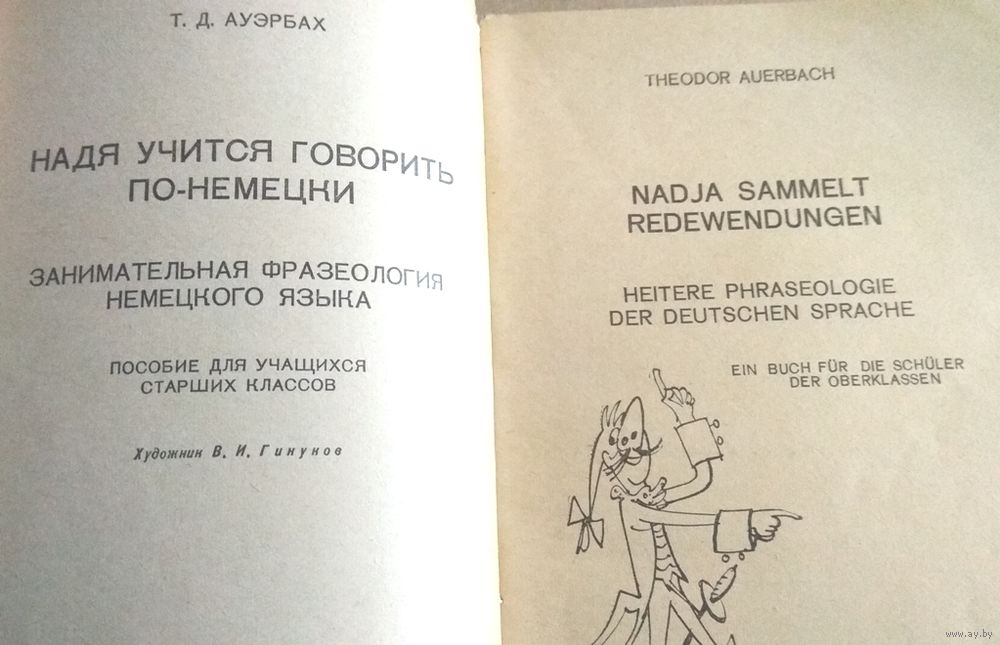 Т. Д. АУЭРБАХ
НАДЯ УЧИТСЯ ГОВОРИТЬ
ПО-НЕМЕЦКИ
ЗАНИМАТЕЛЬНАЯ ФРАЗЕОЛОГИЯ
НЕМЕЦКОГО ЯЗЫКА
ПОСОБИЕ ДЛЯ УЧАЩИХСЯ
СТАРШИХ КЛАССОВ
Художник В. И. Гинуков
THEODOR AUERBACH
NADJA SAMMELT
REDEWENDUNGEN
HEITERE PHRASEOLOGIE
DER DEUTSCHEN SPRACHE
EIN BUCH FÜR DIE SCHÜLER
DER OBERKLASSEN
www.ay.by